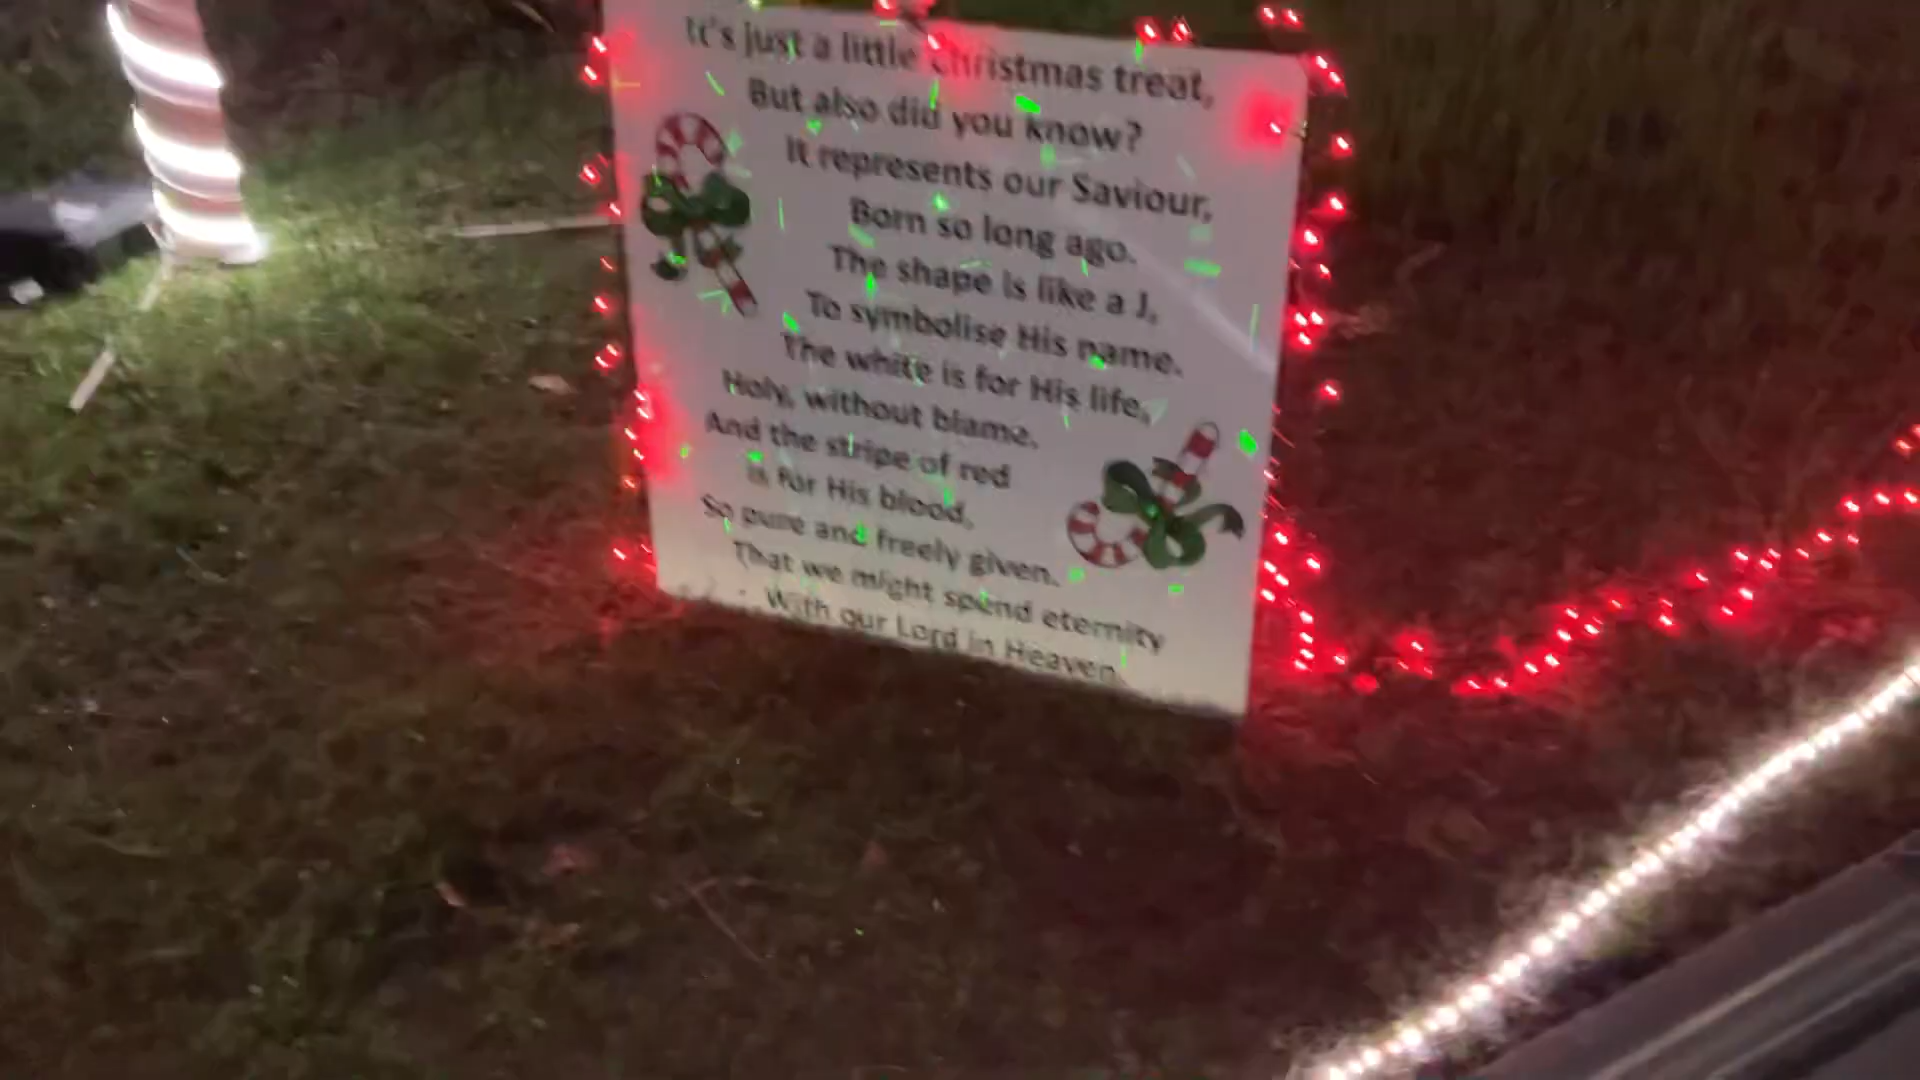 It's just a little Christmas treat,
But also did you know?
It represents our Saviour,
Born so long ago.
The shape is like a J,
To symbolise His name.
The white is for His life,
Holy, without blame.
And the stripe of red
is for His blood,
So pure and freely given.
That we might spend eternity
With our Lord in Heaven